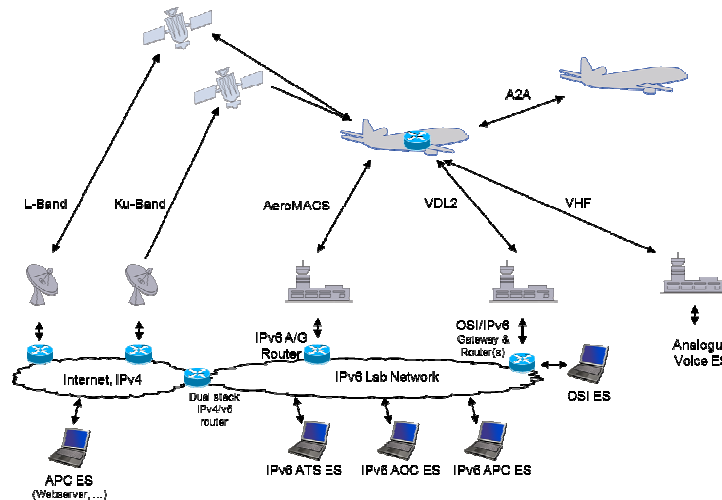 A2A
L-Band
Ku-Band
AeroMACS
VDL2
VHF
IPv6 A/G
Router
OSI/IPv6
Gateway &
Router(s)
Analogu
Voice ES
Internet, IPv4
IPv6 Lab Network
Dual stack
IPv4/v6
router
OSI ES
APC ES
(Webserver, ...)
IPv6 ATS ES
IPv6 AOC ES
IPv6 APC ES